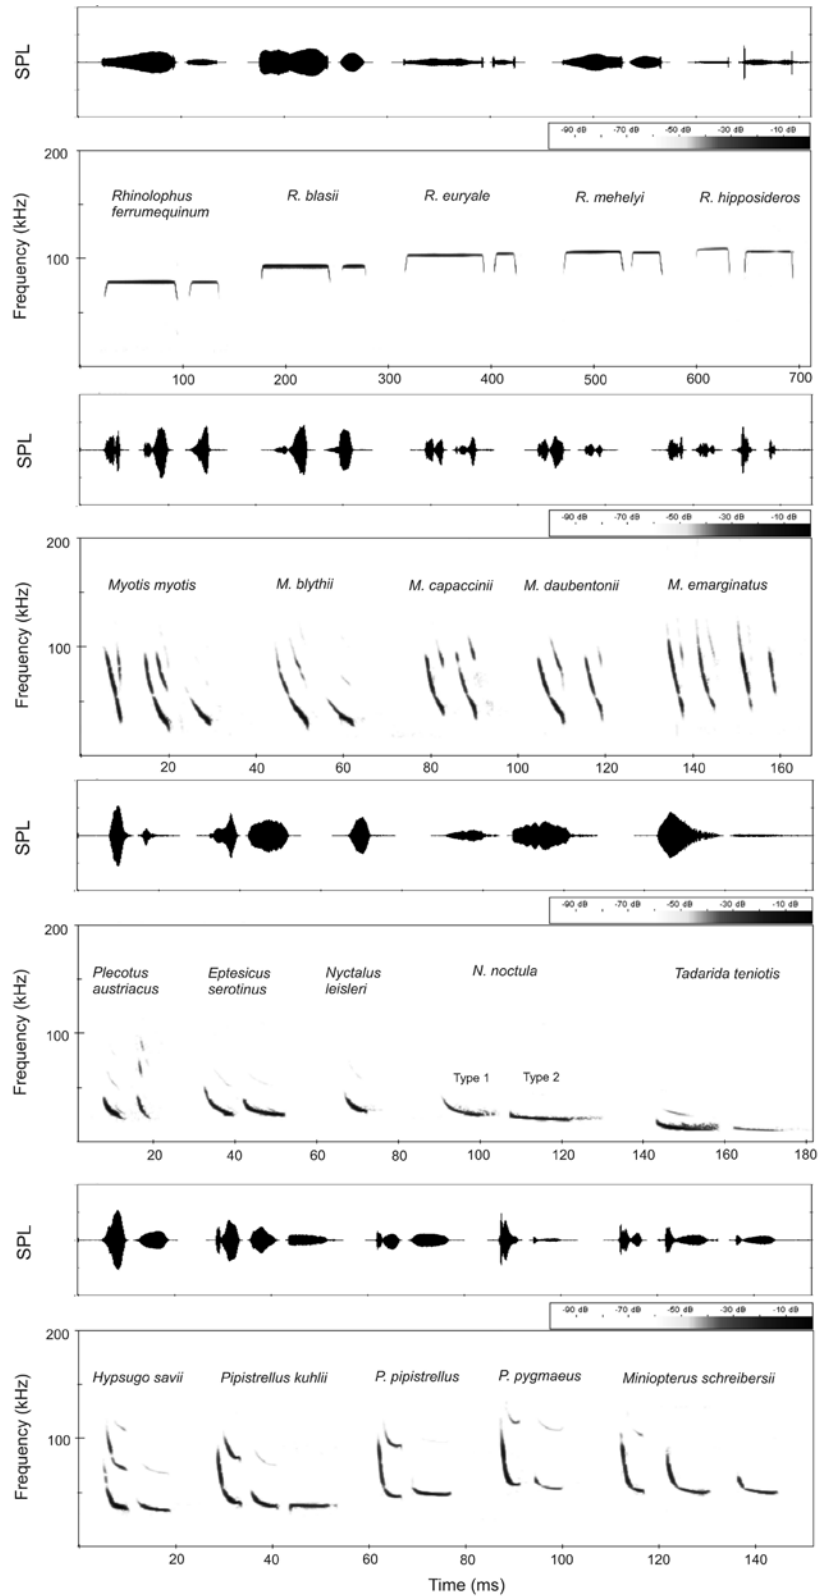 SPL
-90 dB -70 dB -50 dB -30 dB -10 dB
Frequency (kHz)
200
100
Rhinolophus
ferrumequinum
R. blasii
R. euryale
R. mehelyi
R. hipposideros
100 200 300 400 500 600 700
SPL
-90 dB -70 dB -50 dB -30 dB -10 dB
Frequency (kHz)
200
100
Myotis myotis
M. blythii
M. capaccinii
M. daubentonii
M. emarginatus
20 40 60 80 100 120 140 160
SPL
-90 dB -70 dB -50 dB -30 dB -10 dB
Frequency (kHz)
200
100
Plecotus
austriacus
Eptesicus
serotinus
Nyctalus
leisleri
N. noctula
Tadarida teniotis
Type 1
Type 2
20 40 60 80 100 120 140 160 180
SPL
-90 dB -70 dB -50 dB -30 dB -10 dB
Frequency (kHz)
200
100
Hypsugo savii
Pipistrellus kuhlii
P. pipistrellus
P. pygmaeus
Miniopterus schreibersii
20 40 60 80 100 120 140
Time (ms)